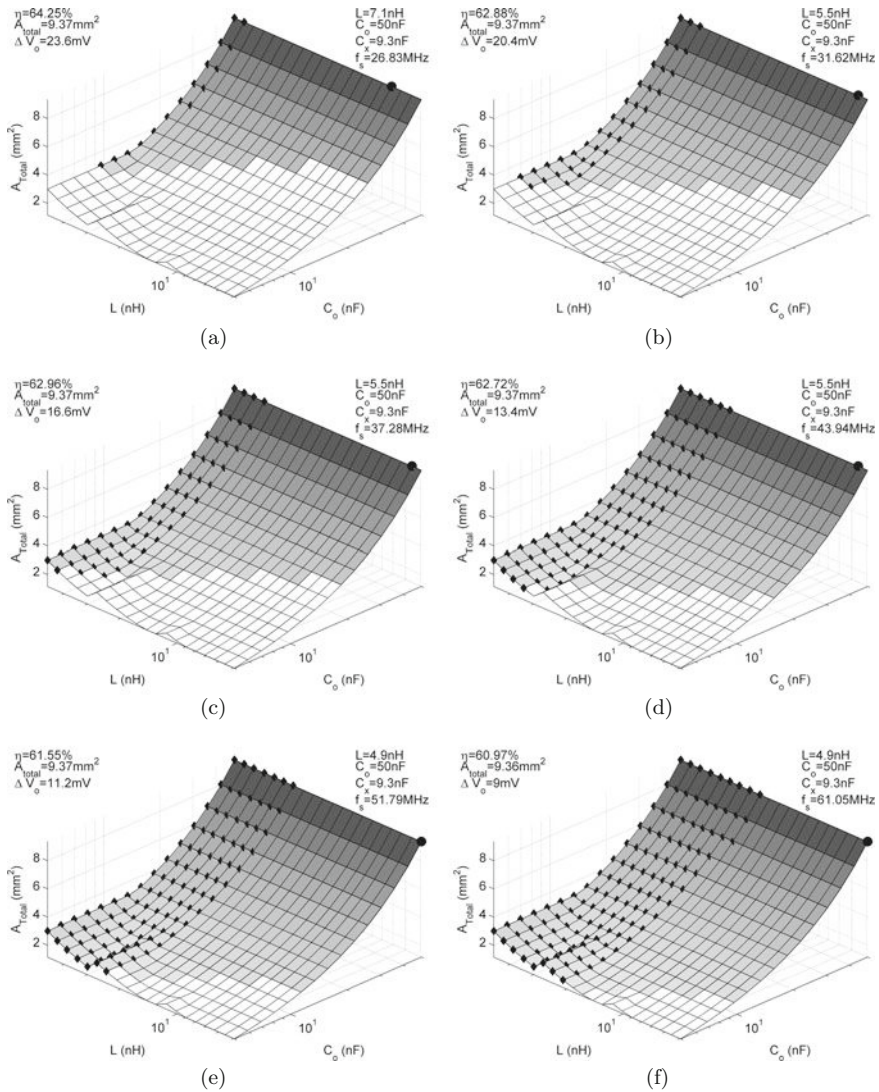 η=64.25%
A_total=9.37mm²
Δ V_o=23.6mV
L=7.1nH
C_o=50nF
C_x=9.3nF
f_s=26.83MHz
8
6
4
2
A_Total (mm²)
10¹
10¹
L (nH)
C_o (nF)
(a)
η=62.88%
A_total=9.37mm²
Δ V_o=20.4mV
L=5.5nH
C_o=50nF
C_x=9.3nF
f_s=31.62MHz
8
6
4
2
A_Total (mm²)
10¹
10¹
L (nH)
C_o (nF)
(b)
η=62.96%
A_total=9.37mm²
Δ V_o=16.6mV
L=5.5nH
C_o=50nF
C_x=9.3nF
f_s=37.28MHz
8
6
4
2
A_Total (mm²)
10¹
10¹
L (nH)
C_o (nF)
(c)
η=62.72%
A_total=9.37mm²
Δ V_o=13.4mV
L=5.5nH
C_o=50nF
C_x=9.3nF
f_s=43.94MHz
8
6
4
2
A_Total (mm²)
10¹
10¹
L (nH)
C_o (nF)
(d)
η=61.55%
A_total=9.37mm²
Δ V_o=11.2mV
L=4.9nH
C_o=50nF
C_x=9.3nF
f_s=51.79MHz
8
6
4
2
A_Total (mm²)
10¹
10¹
L (nH)
C_o (nF)
(e)
η=60.97%
A_total=9.36mm²
Δ V_o=9mV
L=4.9nH
C_o=50nF
C_x=9.3nF
f_s=61.05MHz
8
6
4
2
A_Total (mm²)
10¹
10¹
L (nH)
C_o (nF)
(f)